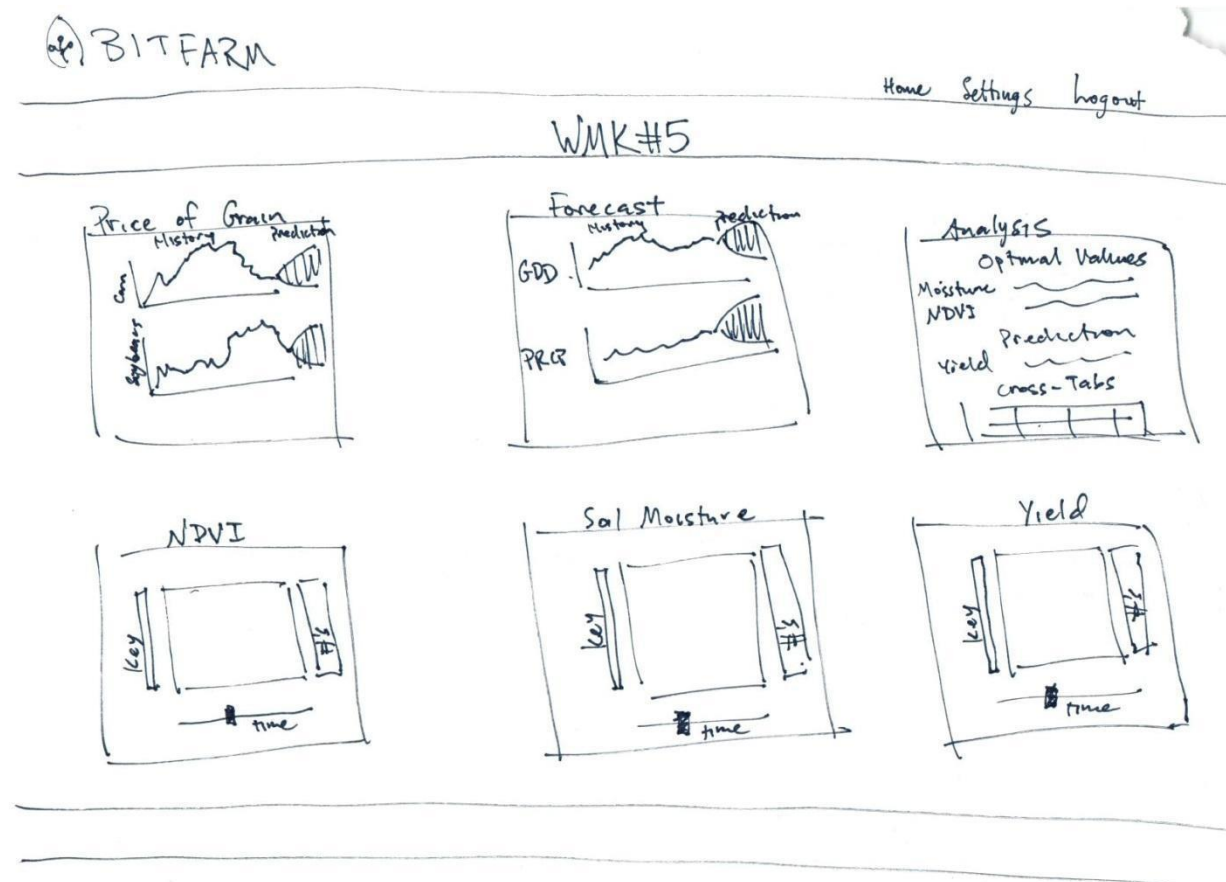 BITFARM
Home Settings Logout
WMK#5
Price of Grain
History Prediction
Corn
Soybeans
Forecast
History Prediction
GDD
PRCP
Analysis
Optimal Values
Moisture
NDVI
Prediction
Yield
Cross-Tabs
NDVI
Key
#'s
time
Soil Moisture
Key
#'s
time
Yield
Key
#'s
time